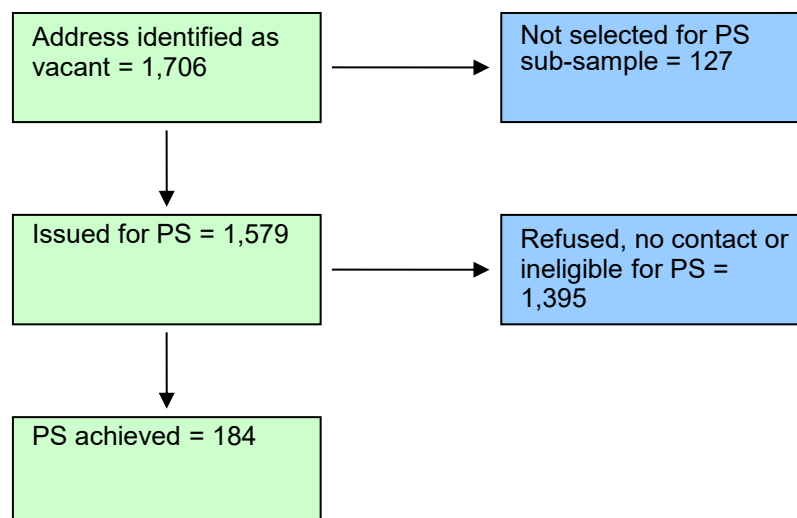 Address identified as
vacant = 1,706
Not selected for PS
sub-sample = 127
Issued for PS = 1,579
Refused, no contact or
ineligible for PS =
1,395
PS achieved = 184